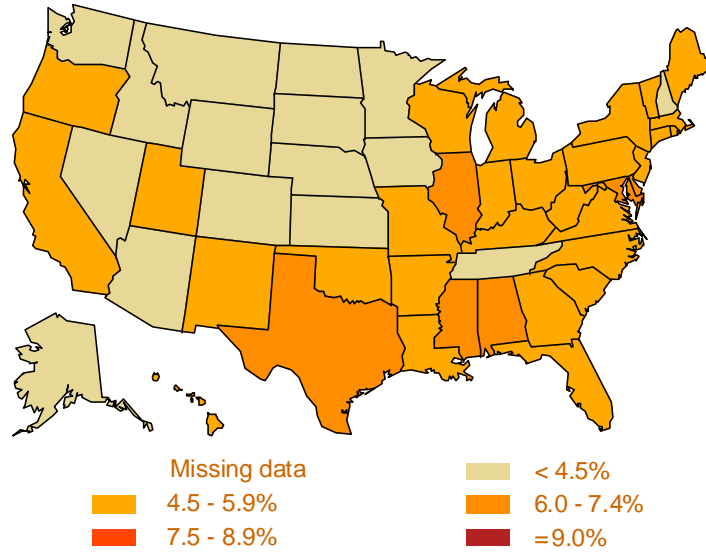 Missing data
< 4.5%
4.5 - 5.9%
6.0 - 7.4%
7.5 - 8.9%
=9.0%